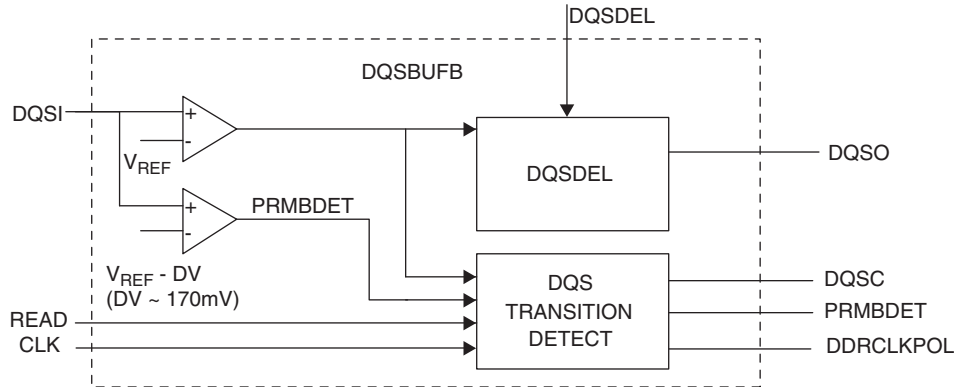 DQSDEL
DQSBUFB
DQSI
+
-
VREF
DQSDEL
DQSO
+
-
PRMBDET
VREF - DV
(DV ~ 170mV)
DQS
TRANSITION
DETECT
DQSC
PRMBDET
DDRCLKPOL
READ
CLK